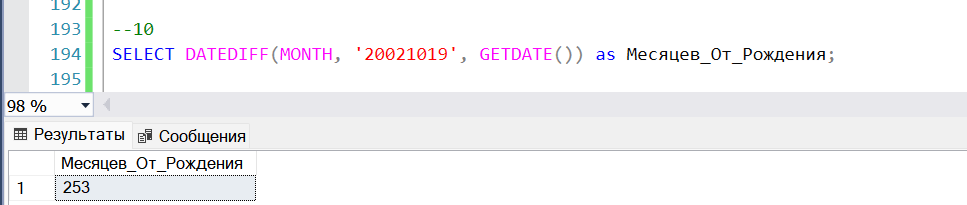 192
193 --10
194 SELECT DATEDIFF(MONTH, '20021019', GETDATE()) as Месяцев_От_Рождения;
195
98 %
Результаты Сообщения
Месяцев_От_Рождения
1 253